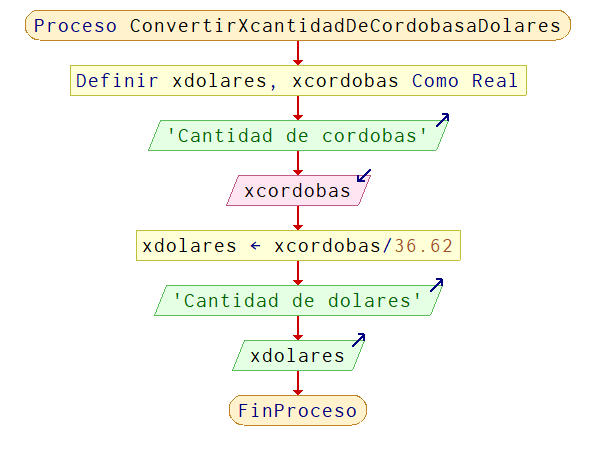 Proceso ConvertirXcantidadDeCordobasaDolares
Definir xdolares, xcordobas Como Real
'Cantidad de cordobas'
xcordobas
xdolares ← xcordobas/36.62
'Cantidad de dolares'
xdolares
FinProceso